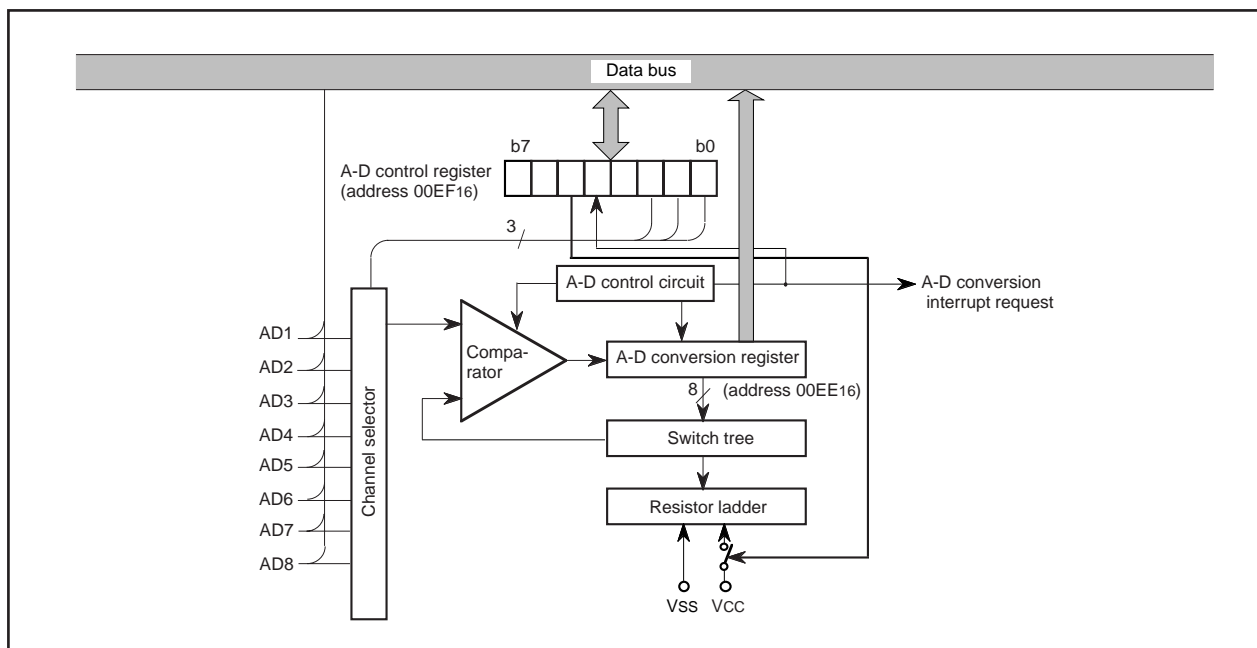 Data bus
b7
b0
A-D control register
(address 00EF16)
3
A-D control circuit
A-D conversion
interrupt request
Channel selector
AD1
AD2
AD3
AD4
AD5
AD6
AD7
AD8
Compa-
rator
A-D conversion register
8
(address 00EE16)
Switch tree
Resistor ladder
VSS
VCC